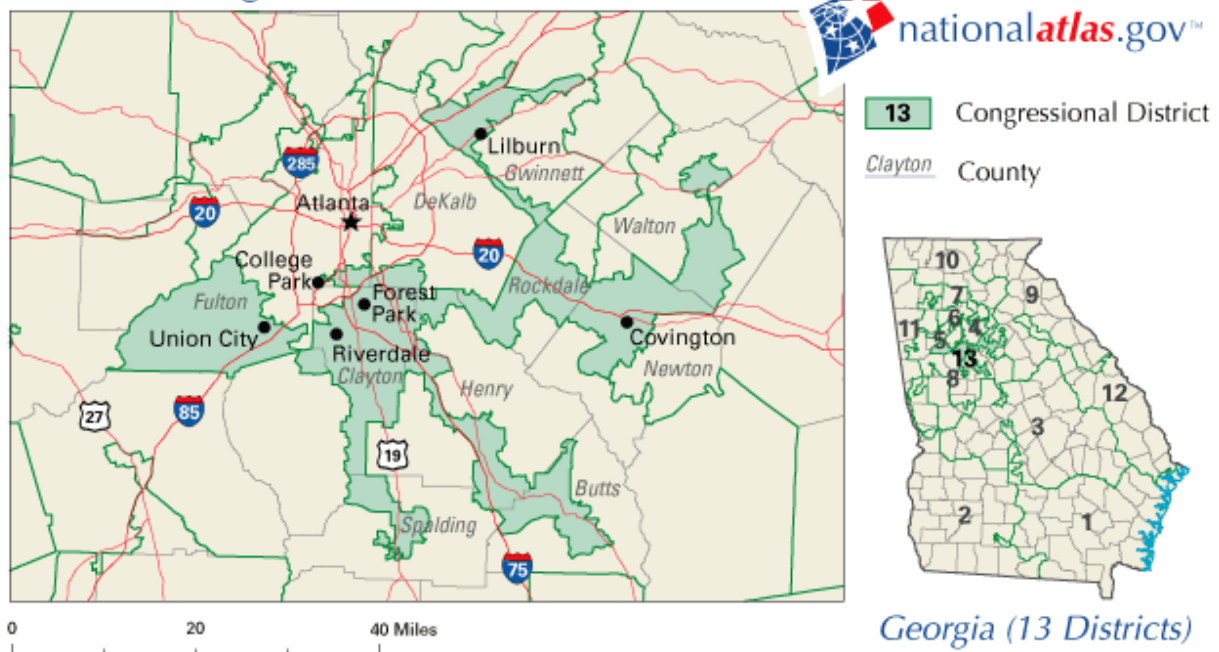 nationalatlas.gov™
13 Congressional District
Clayton County
285
Lilburn
Gwinnett
Atlanta
DeKalb
20
Walton
20
College
Park
Fulton
Rockdale
Forest
Park
Union City
Riverdale
Covington
Clayton
Newton
Henry
27
85
19
Butts
Spalding
75
0 20 40 Miles
10
7
9
6
11
4
5
13
8
12
3
2
1
Georgia (13 Districts)